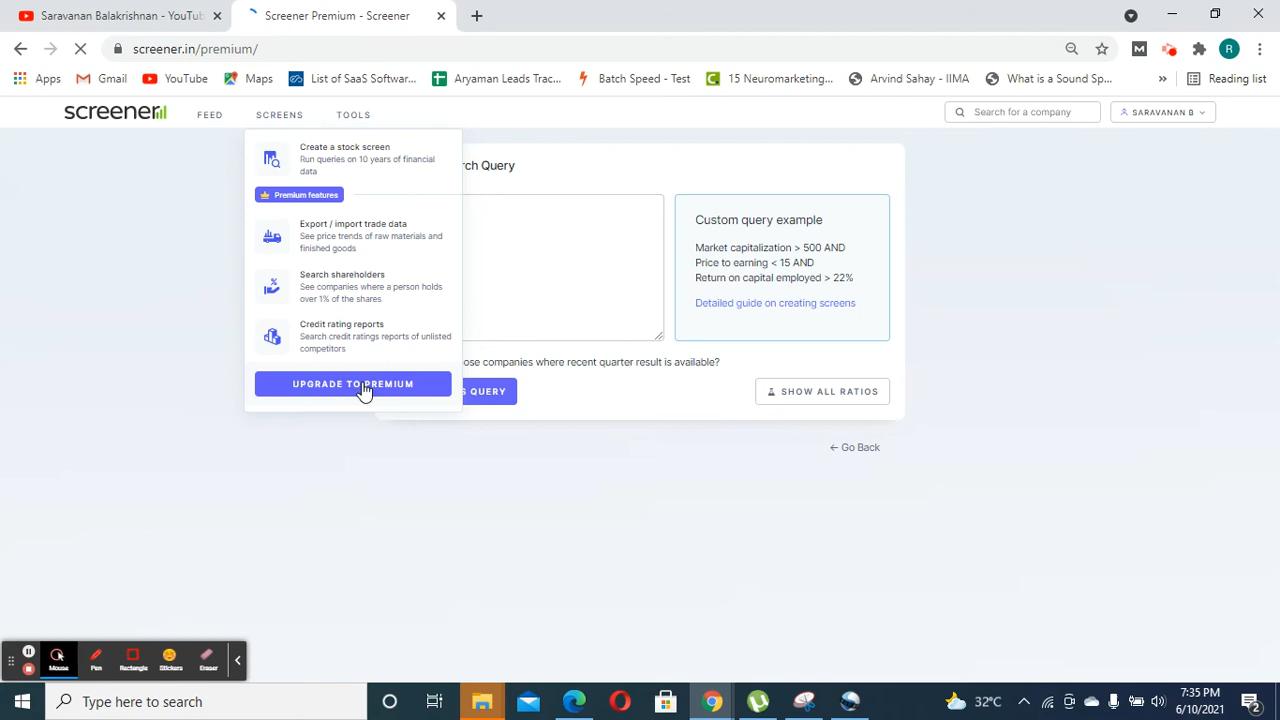 Saravanan Balakrishnan - YouTub
Screener Premium - Screener
screener.in/premium/
M
R
Apps
Gmail
YouTube
Maps
List of SaaS Softwar...
Aryaman Leads Trac...
Batch Speed - Test
15 Neuromarketing...
Arvind Sahay - IIMA
What is a Sound Sp...
»
Reading list
screener
FEED
SCREENS
TOOLS
Search for a company
SARAVANAN B
Create a stock screen
Run queries on 10 years of financial
data
Premium features
Export / import trade data
See price trends of raw materials and
finished goods
Search shareholders
See companies where a person holds
over 1% of the shares
Credit rating reports
Search credit ratings reports of unlisted
competitors
UPGRADE TO PREMIUM
rch Query
Custom query example
Market capitalization > 500 AND
Price to earning < 15 AND
Return on capital employed > 22%
Detailed guide on creating screens
ose companies where recent quarter result is available?
S QUERY
SHOW ALL RATIOS
← Go Back
Mouse
Pen
Rectangle
Stickers
Eraser
Type here to search
32°C
7:35 PM
6/10/2021
2